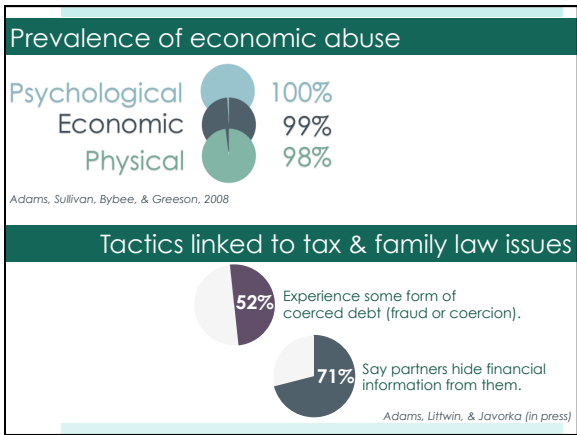 Prevalence of economic abuse
Psychological 100%
Economic 99%
Physical 98%
Adams, Sullivan, Bybee, & Greeson, 2008
Tactics linked to tax & family law issues
52% Experience some form of
coerced debt (fraud or coercion).
71% Say partners hide financial
information from them.
Adams, Littwin, & Javorka (in press)